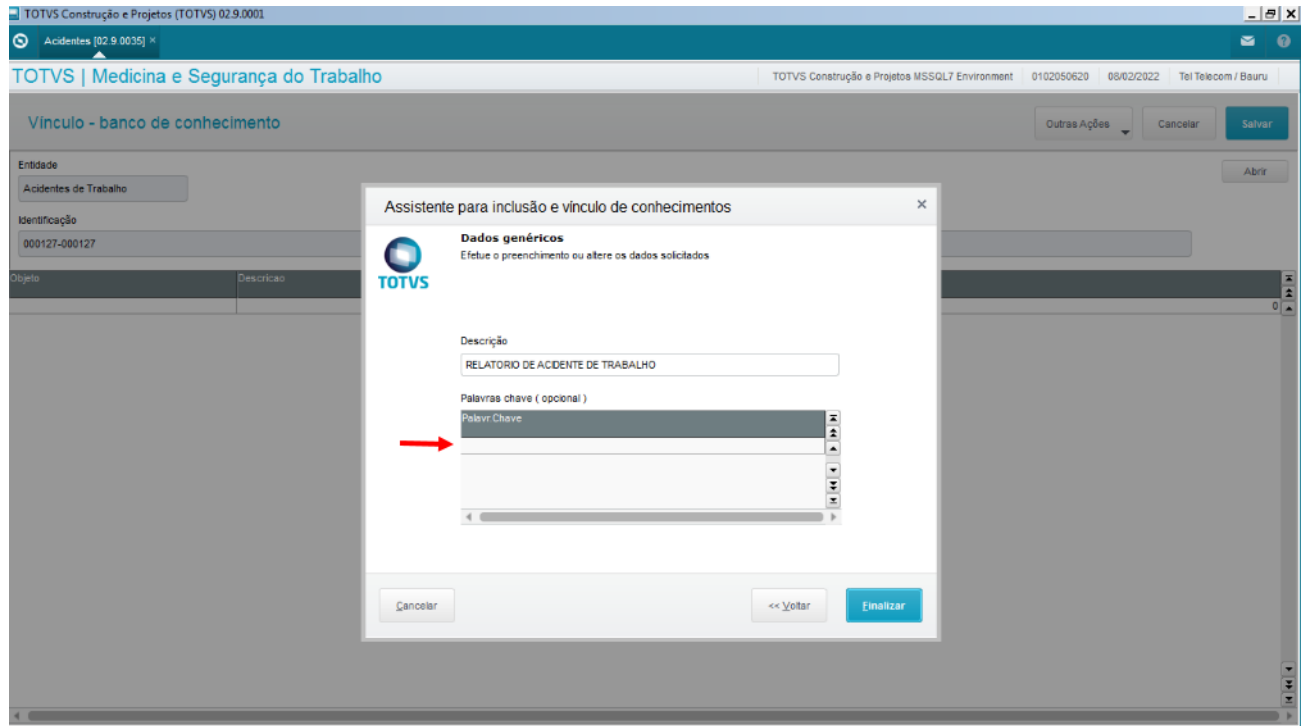 TOTVS Construção e Projetos (TOTVS) 02.9.0001
Acidentes [02.9.0035] ×
TOTVS | Medicina e Segurança do Trabalho
TOTVS Construção e Projetos MSSQL7 Environment 0102050620 08/02/2022 Tel Telecom / Bauru
Vínculo - banco de conhecimento
Outras Ações Cancelar Salvar
Entidade
Abrir
Acidentes de Trabalho
Identificação
000127-000127
Objeto Descricao
0
Assistente para inclusão e vínculo de conhecimentos
TOTVS
Dados genéricos
Efetue o preenchimento ou altere os dados solicitados
Descrição
RELATORIO DE ACIDENTE DE TRABALHO
Palavras chave ( opcional )
Palavr.Chave
Cancelar << Voltar Finalizar